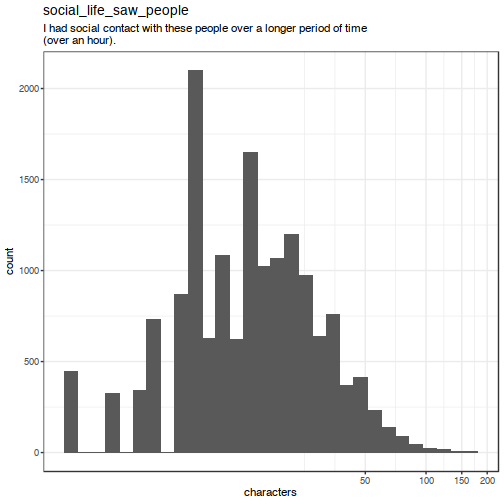 social_life_saw_people
I had social contact with these people over a longer period of time
(over an hour).
2000
1500
1000
500
0
count
50 100 150 200
characters